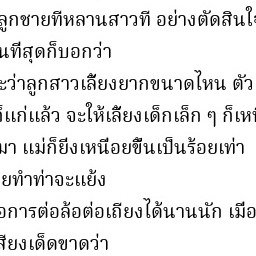 ลูกชายทีหลานสาวที อย่างตัดสินใจ
นที่สุดก็บอกว่า
ะว่าลูกสาวเลี้ยงยากขนาดไหน ตัว
ก็แก่แล้ว จะให้เลี้ยงเด็กเล็ก ๆ ก็เหนื
มา แม่ก็ยิ่งเหนื่อยขึ้นเป็นร้อยเท่า
ยทำท่าจะแย้ง
อการต่อล้อต่อเถียงได้นานนัก เมื่อ
สียงเด็ดขาดว่า